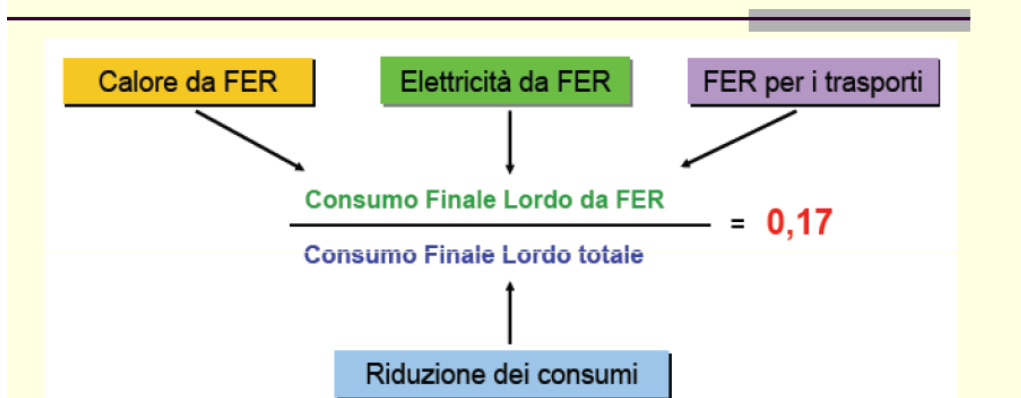 Calore da FER
Elettricità da FER
FER per i trasporti
Consumo Finale Lordo da FER
Consumo Finale Lordo totale
= 0,17
Riduzione dei consumi